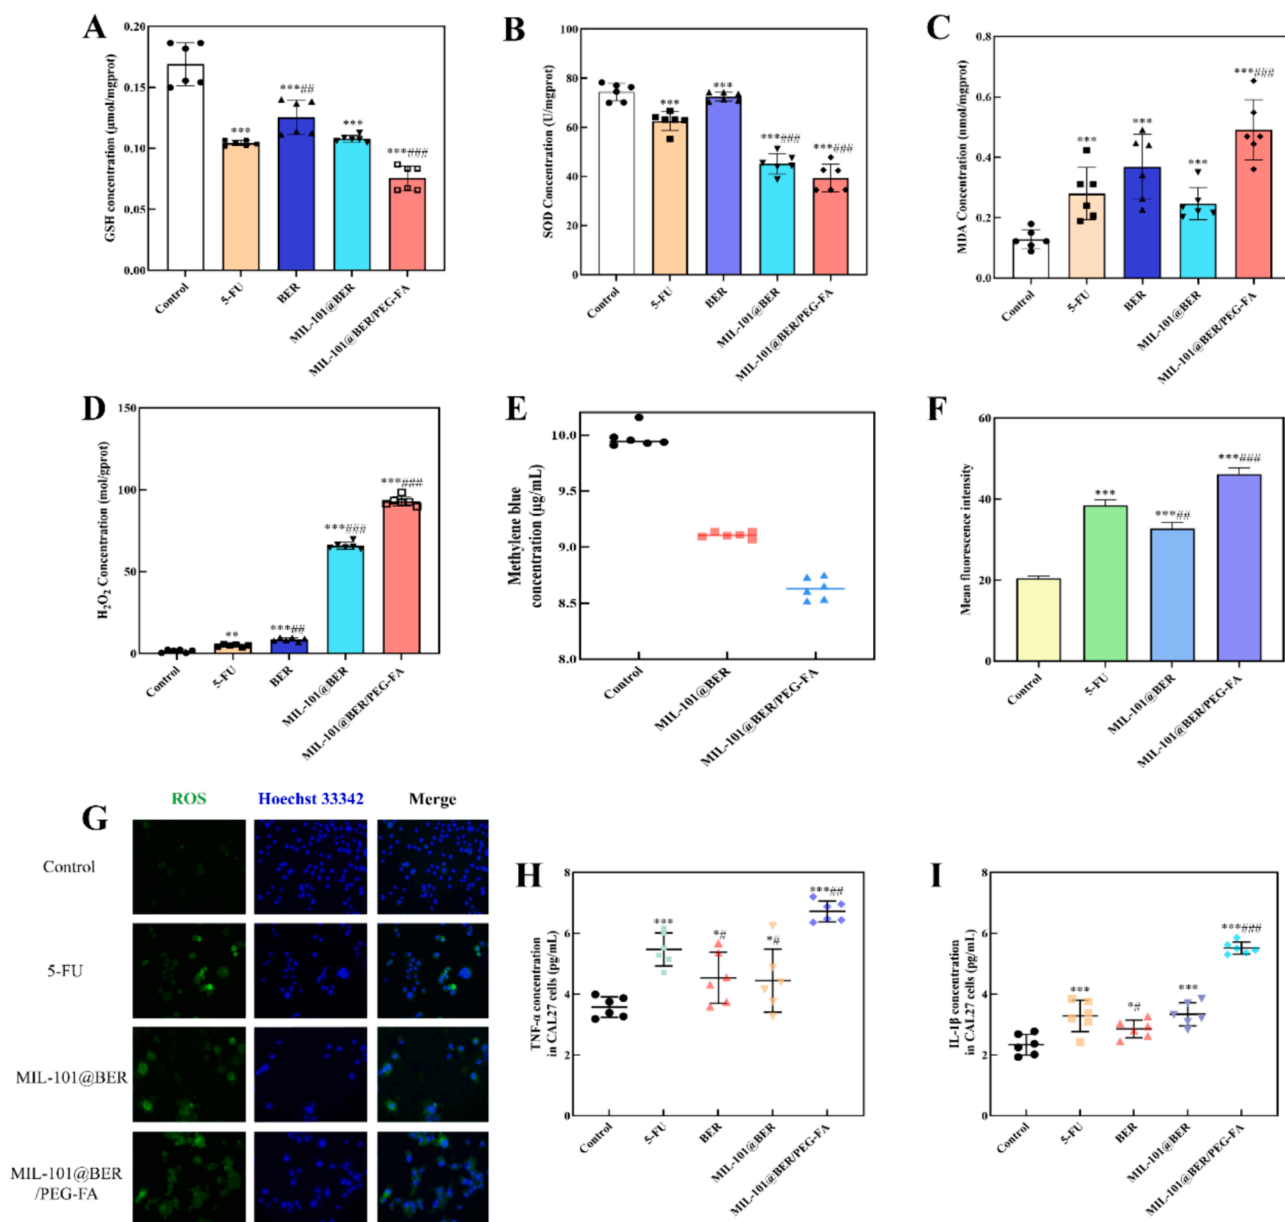 A
GSH concentration (μmol/mgprot)
0.20
0.15
0.10
0.05
0.00
***
***##
***
***###
Control
5-FU
BER
MIL-101@BER
MIL-101@BER/PEG-FA
B
SOD Concentration (U/mgprot)
100
80
60
40
20
0
***
***
***###
***###
Control
5-FU
BER
MIL-101@BER
MIL-101@BER/PEG-FA
C
MDA Concentration (nmol/mgprot)
0.8
0.6
0.4
0.2
0.0
***
***
***
***###
Control
5-FU
BER
MIL-101@BER
MIL-101@BER/PEG-FA
D
H₂O₂ Concentration (mol/gprot)
150
100
50
0
**
***##
***###
***###
Control
5-FU
BER
MIL-101@BER
MIL-101@BER/PEG-FA
E
Methylene blue
concentration (μg/mL)
10.0
9.5
9.0
8.5
8.0
Control
MIL-101@BER
MIL-101@BER/PEG-FA
F
Mean fluorescence intensity
60
40
20
0
***
***##
***###
Control
5-FU
MIL-101@BER
MIL-101@BER/PEG-FA
G
ROS
Hoechst 33342
Merge
Control
5-FU
MIL-101@BER
MIL-101@BER
/PEG-FA
H
TNF-α concentration
in CAL27 cells (pg/mL)
8
6
4
2
0
***
*#
*#
***##
Control
5-FU
BER
MIL-101@BER
MIL-101@BER/PEG-FA
I
IL-1β concentration
in CAL27 cells (pg/mL)
8
6
4
2
0
***
*#
***
***###
Control
5-FU
BER
MIL-101@BER
MIL-101@BER/PEG-FA